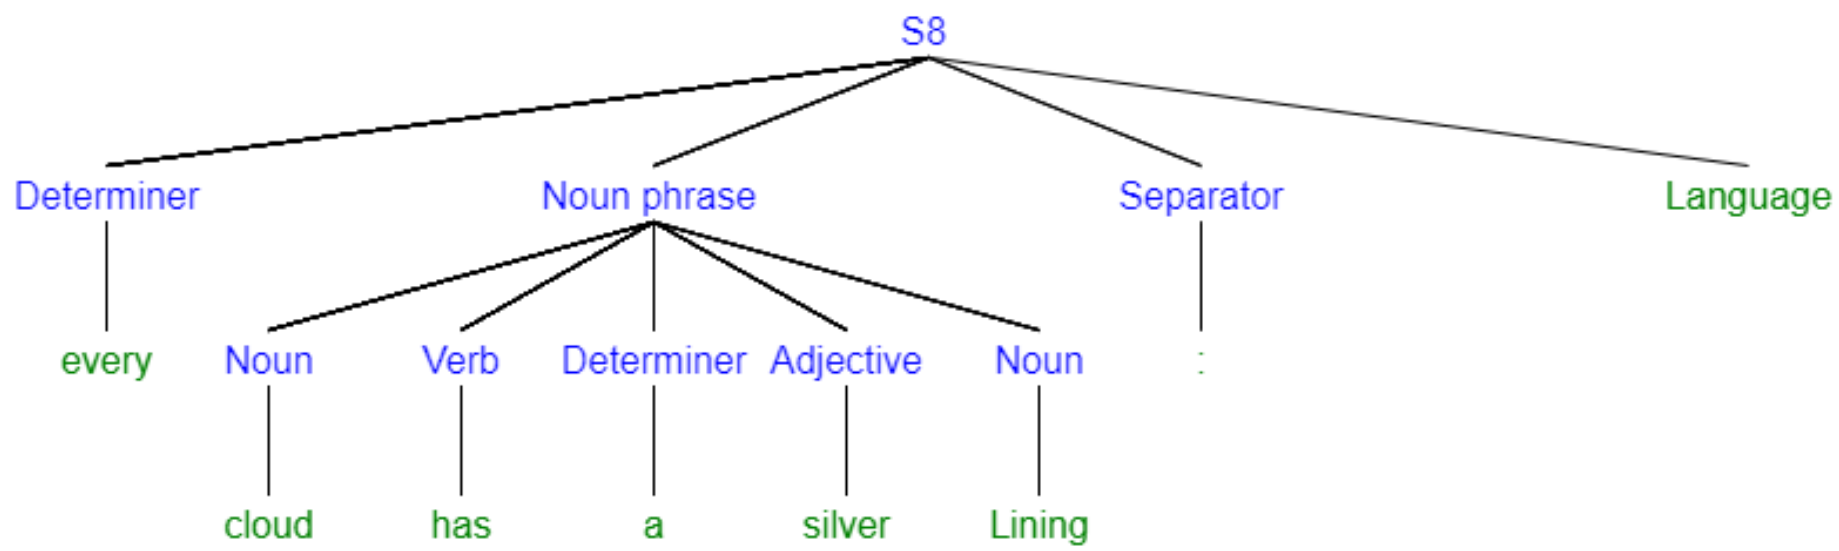 S8
Determiner Noun phrase Separator Language
every Noun Verb Determiner Adjective Noun :
cloud has a silver Lining